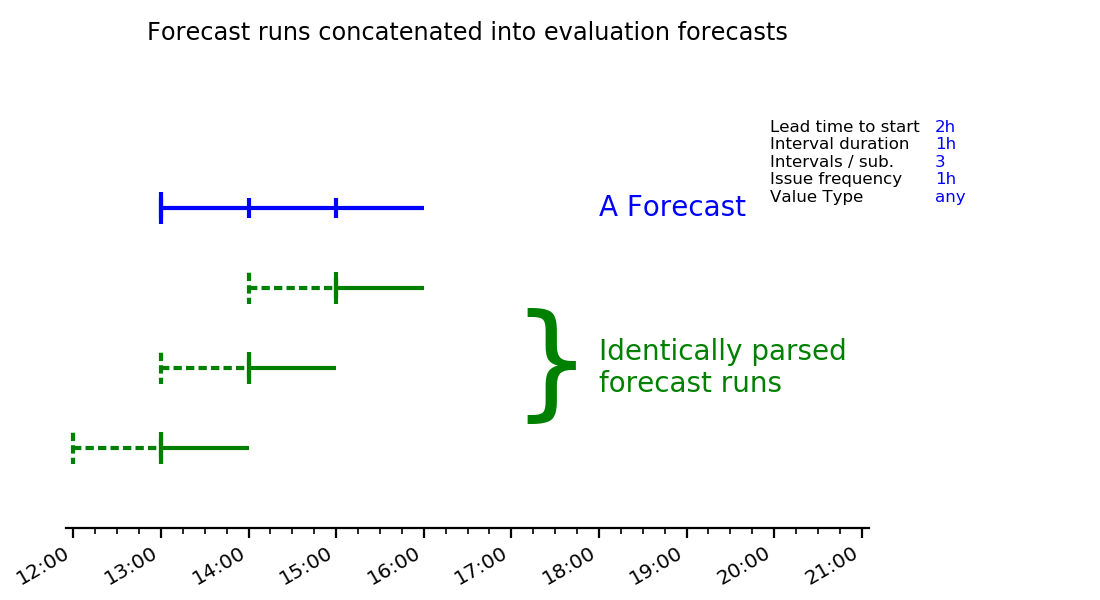 Forecast runs concatenated into evaluation forecasts
Lead time to start 2h
Interval duration 1h
Intervals / sub. 3
Issue frequency 1h
Value Type any
A Forecast
}
Identically parsed
forecast runs
12:00 13:00 14:00 15:00 16:00 17:00 18:00 19:00 20:00 21:00